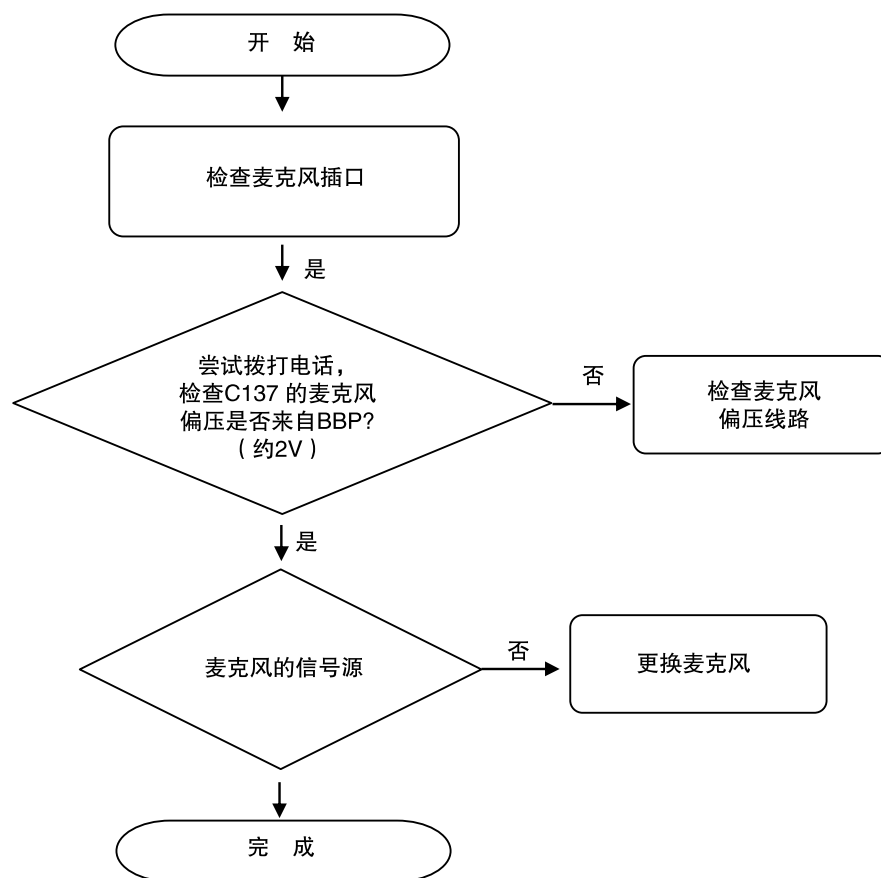 开 始
检查麦克风插口
是
尝试拨打电话，
检查C137 的麦克风
偏压是否来自BBP?
（约2V）
否
检查麦克风
偏压线路
是
麦克风的信号源
否
更换麦克风
完 成